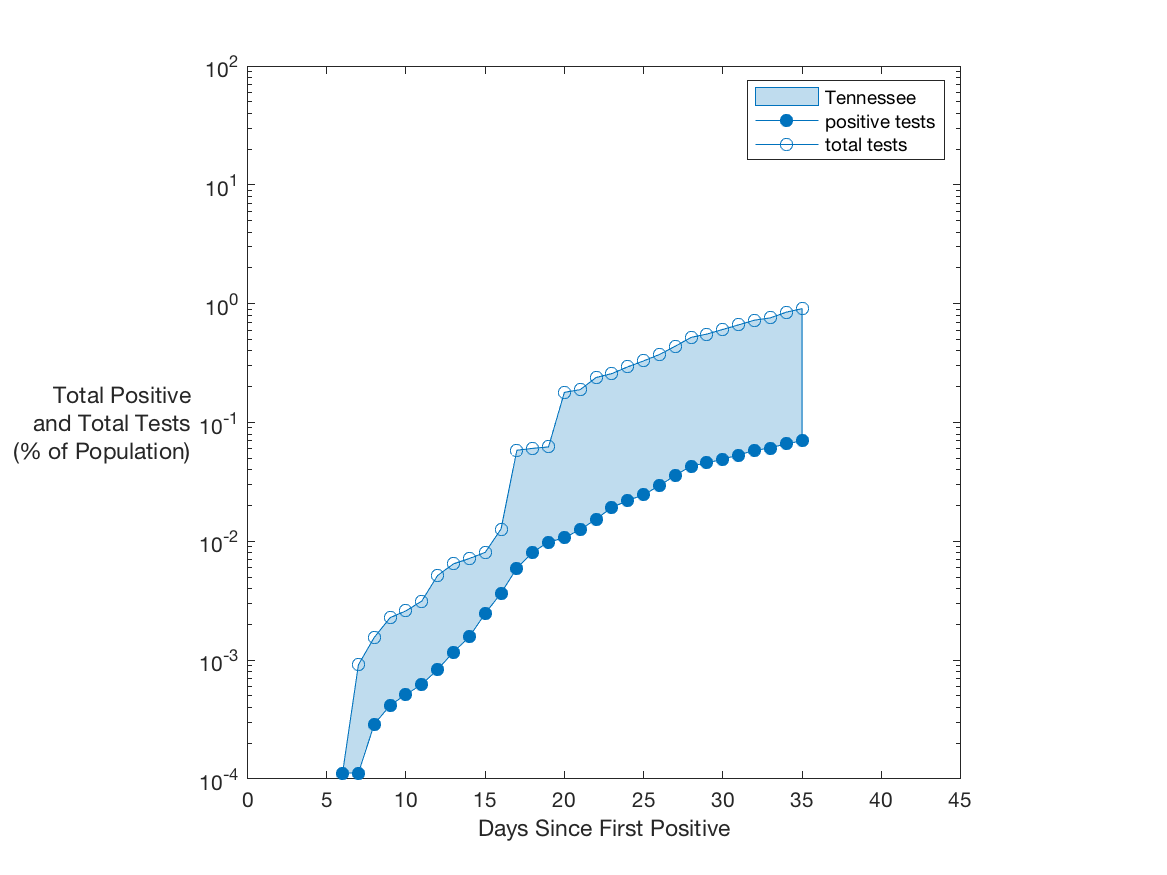 10^2
10^1
10^0
10^-1
10^-2
10^-3
10^-4
Total Positive
and Total Tests
(% of Population)
Tennessee
positive tests
total tests
0 5 10 15 20 25 30 35 40 45
Days Since First Positive